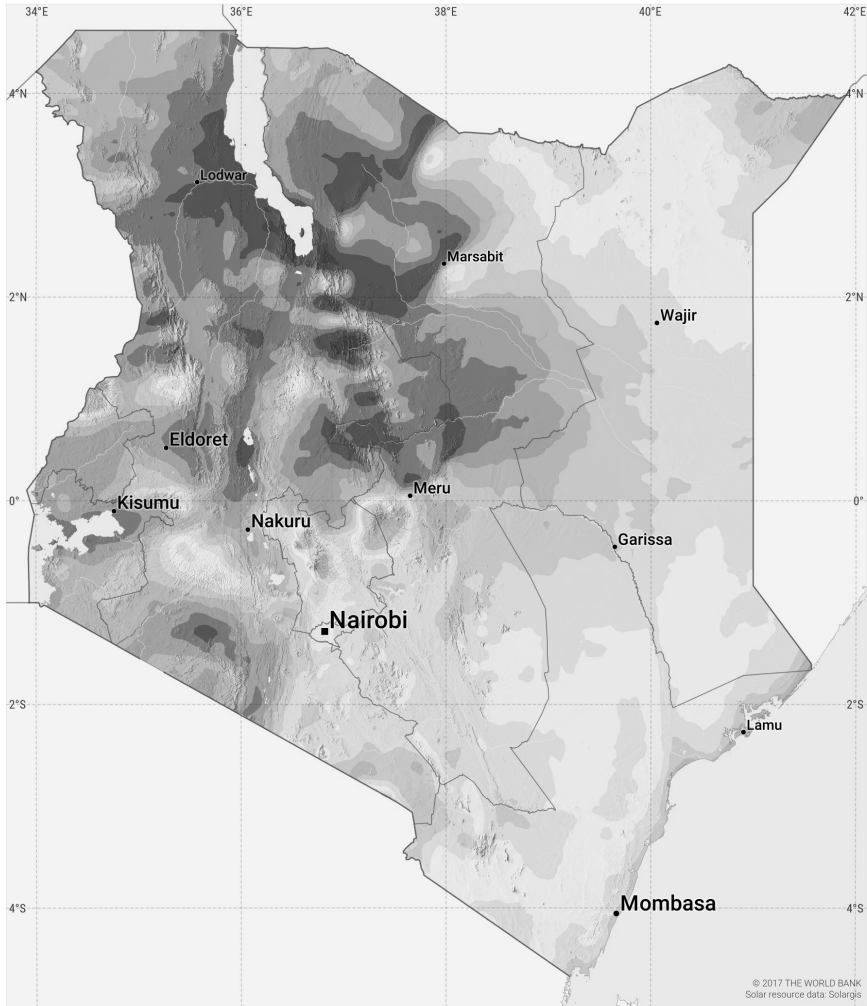 34°E 36°E 38°E 40°E 42°E
4°N 4°N
Lodwar
Marsabit
2°N 2°N
Wajir
Eldoret
Meru
0° 0°
Kisumu
Nakuru
Garissa
Nairobi
2°S 2°S
Lamu
4°S 4°S
Mombasa
© 2017 THE WORLD BANK
Solar resource data: Solargis